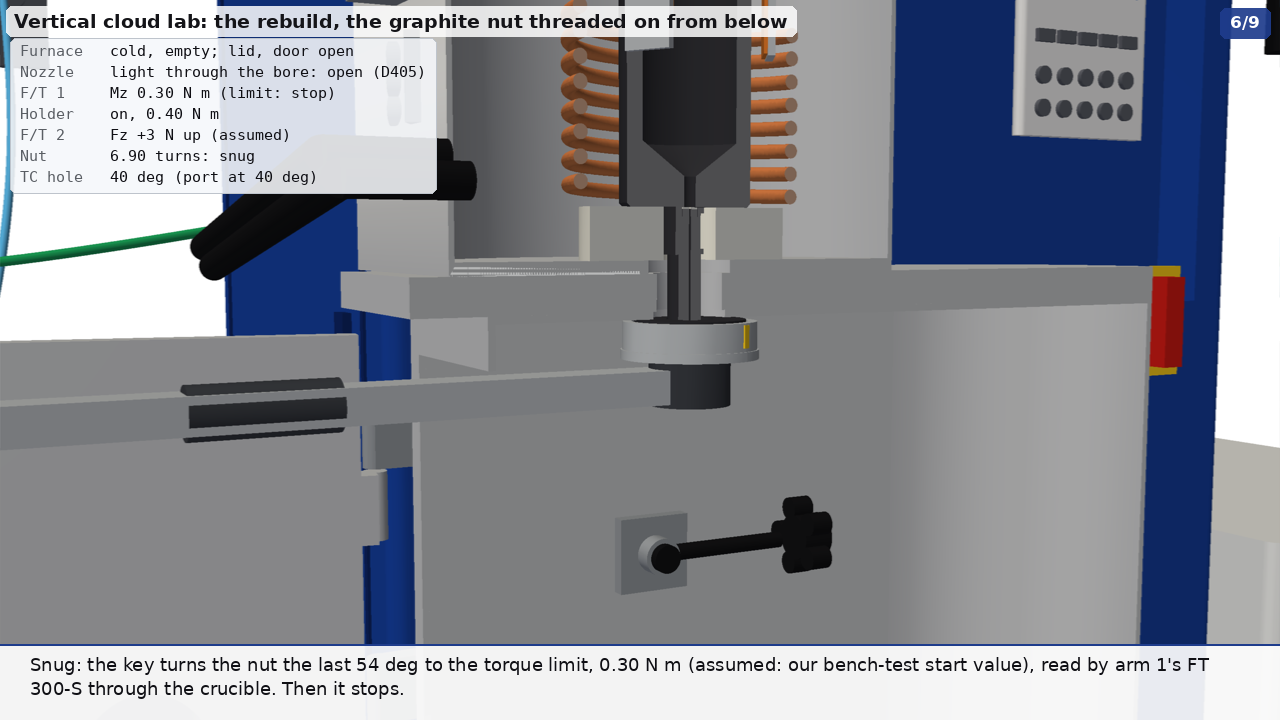 Vertical cloud lab: the rebuild, the graphite nut threaded on from below
6/9
Furnace cold, empty; lid, door open
Nozzle light through the bore: open (D405)
F/T 1 Mz 0.30 N m (limit: stop)
Holder on, 0.40 N m
F/T 2 Fz +3 N up (assumed)
Nut 6.90 turns: snug
TC hole 40 deg (port at 40 deg)
Snug: the key turns the nut the last 54 deg to the torque limit, 0.30 N m (assumed: our bench-test start value), read by arm 1's FT
300-S through the crucible. Then it stops.